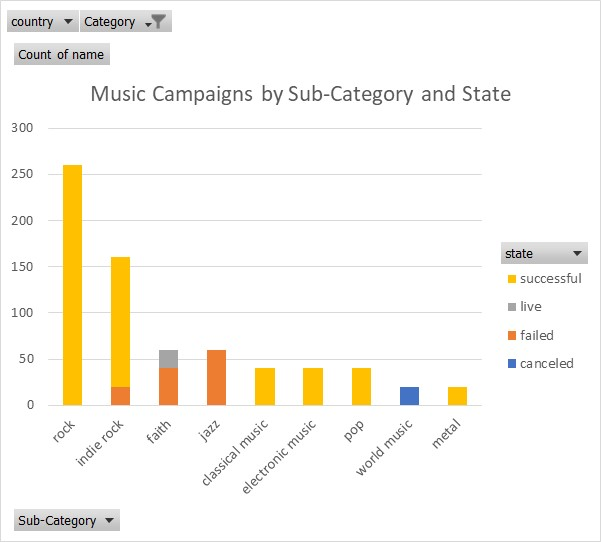 country Category
Count of name
Music Campaigns by Sub-Category and State
300
250
200
150
100
50
0
rock indie rock faith jazz classical music electronic music pop world music metal
state
successful
live
failed
canceled
Sub-Category